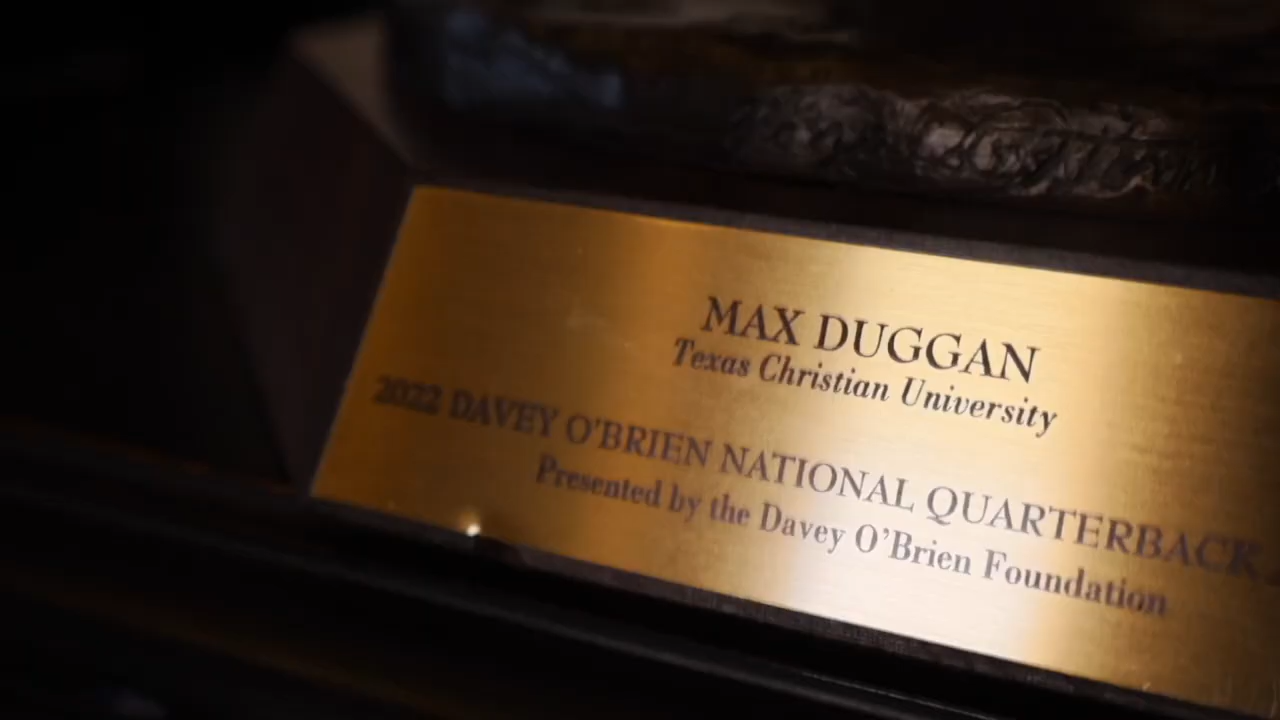 MAX DUGGAN
Texas Christian University
2022 DAVEY O'BRIEN NATIONAL QUARTERBACK
Presented by the Davey O'Brien Foundation